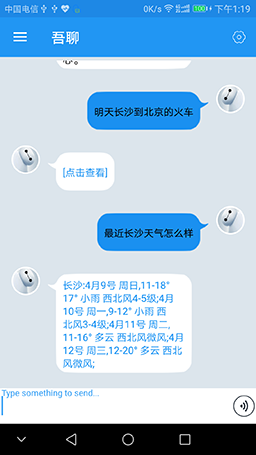 中国电信
0K/s
100
下午1:19
吾聊
明天长沙到北京的火车
[点击查看]
最近长沙天气怎么样
长沙:4月9号 周日,11-18°
17° 小雨 西北风4-5级;4月
10号 周一,9-12° 小雨 西
北风3-4级;4月11号 周二,
11-16° 多云 西北风微风;4月
12号 周三,12-20° 多云 西北
风微风;
Type something to send...